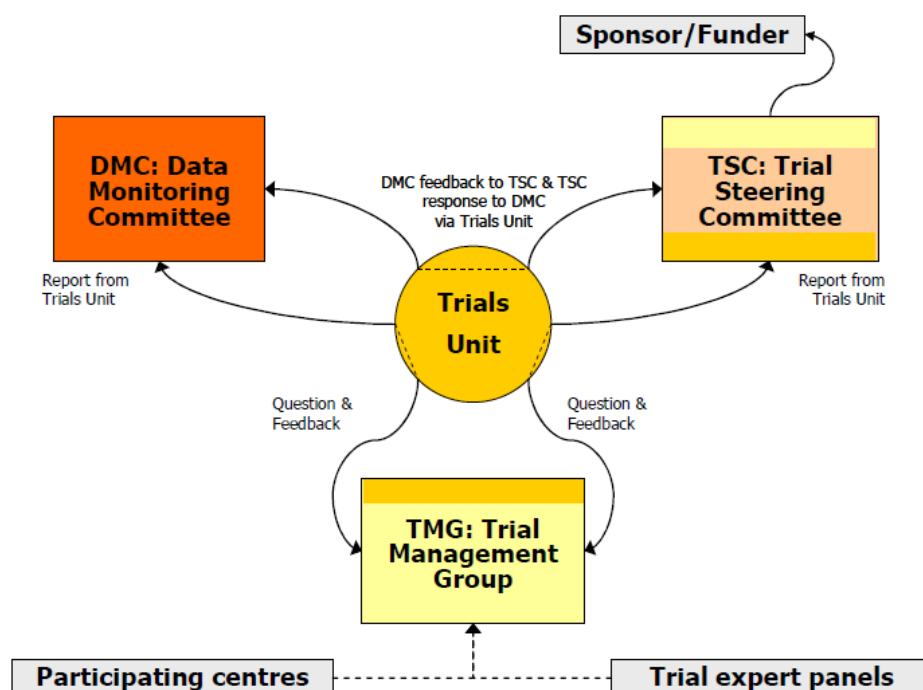 Sponsor/Funder
DMC: Data
Monitoring
Committee
DMC feedback to TSC & TSC
response to DMC
via Trials Unit
TSC: Trial
Steering
Committee
Report from
Trials Unit
Report from
Trials Unit
Trials
Unit
Question &
Feedback
Question &
Feedback
TMG: Trial
Management
Group
Participating centres
Trial expert panels